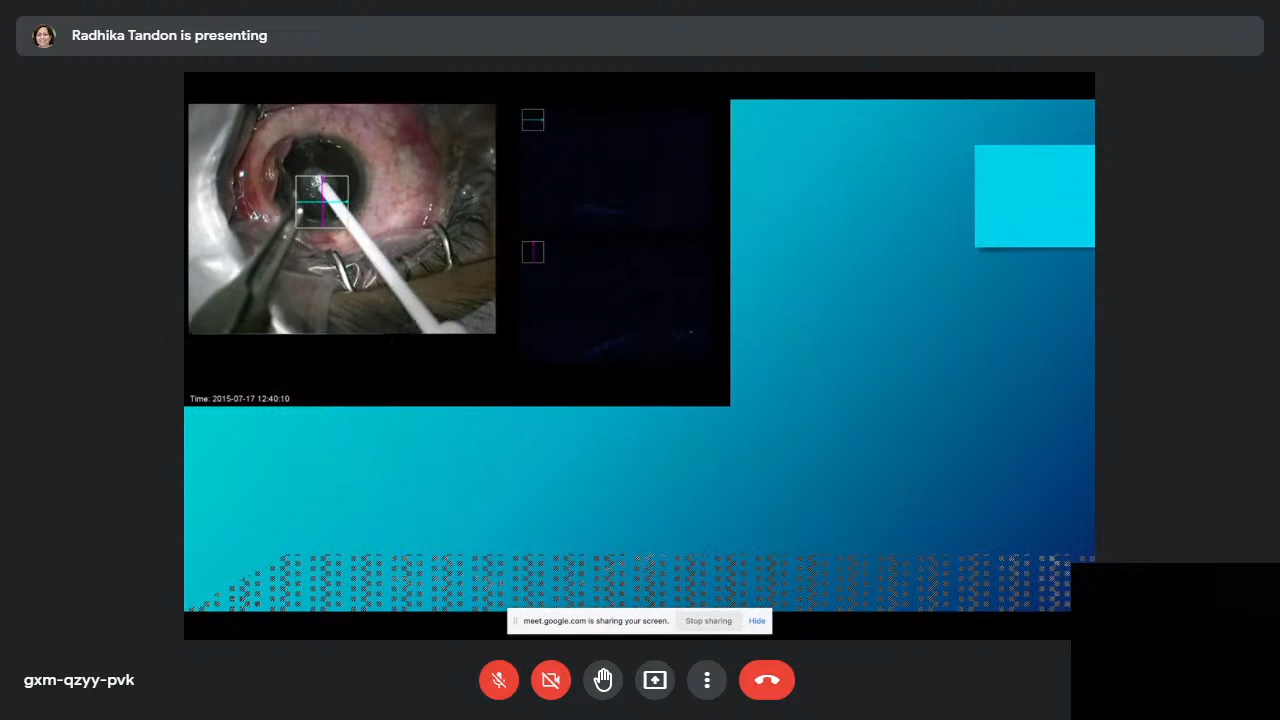 Radhika Tandon is presenting
Time: 2015-07-17 12:40:10
meet.google.com is sharing your screen.
Stop sharing
Hide
gxm-qzyy-pvk